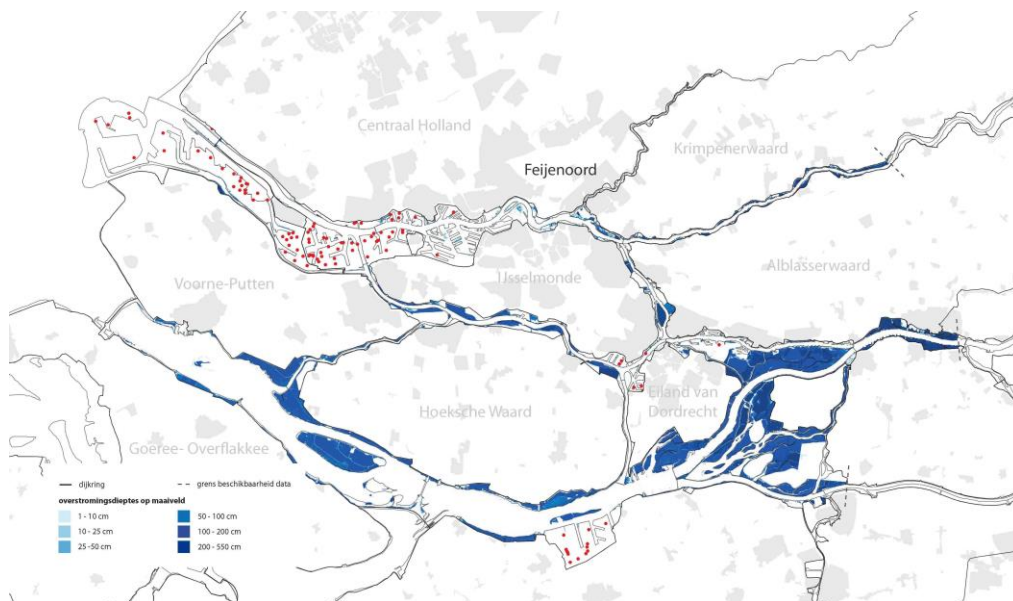 Centraal Holland
Krimpenerwaard
Feijenoord
Alblasserwaard
Voorne-Putten
IJsselmonde
Eiland van
Dordrecht
Hoeksche Waard
Goeree- Overflakkee
dijkring
grens beschikbaarheid data
overstromingsdieptes op maaiveld
1 - 10 cm
50 - 100 cm
10 - 25 cm
100 - 200 cm
25 -50 cm
200 - 550 cm